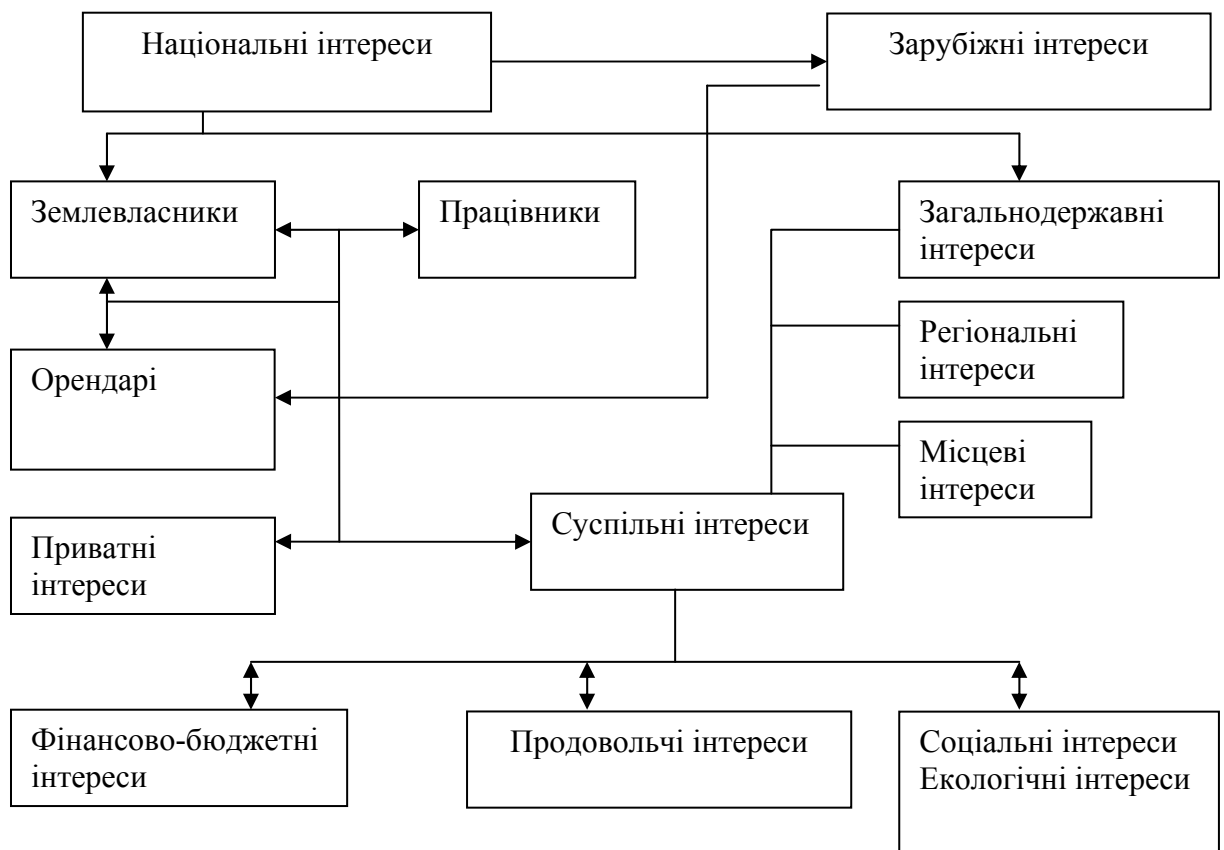 Національні інтереси
Зарубіжні інтереси
Землевласники
Працівники
Загальнодержавні
інтереси
Регіональні
інтереси
Орендарі
Місцеві
інтереси
Суспільні інтереси
Приватні
інтереси
Фінансово-бюджетні
інтереси
Продовольчі інтереси
Соціальні інтереси
Екологічні інтереси